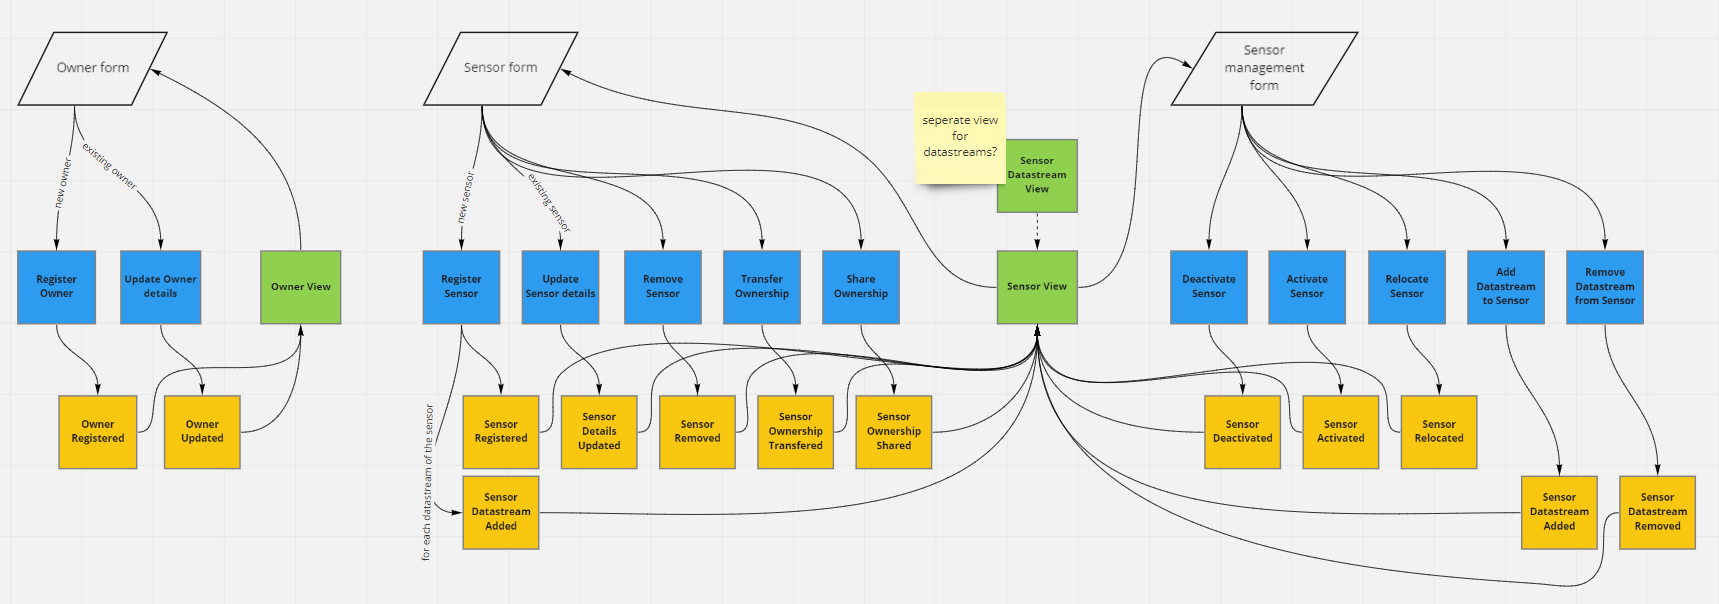 Owner form
Sensor form
Sensor
management
form
seperate view
for
datastreams?
Sensor
Datastream
View
new owner
existing owner
new sensor
existing sensor
Register
Owner
Update Owner
details
Owner View
Register
Sensor
Update
Sensor details
Remove
Sensor
Transfer
Ownership
Share
Ownership
Sensor View
Deactivate
Sensor
Activate
Sensor
Relocate
Sensor
Add
Datastream
to Sensor
Remove
Datastream
from Sensor
Owner
Registered
Owner
Updated
for each datastream of the sensor
Sensor
Registered
Sensor
Details
Updated
Sensor
Removed
Sensor
Ownership
Transfered
Sensor
Ownership
Shared
Sensor
Deactivated
Sensor
Activated
Sensor
Relocated
Sensor
Datastream
Added
Sensor
Datastream
Added
Sensor
Datastream
Removed